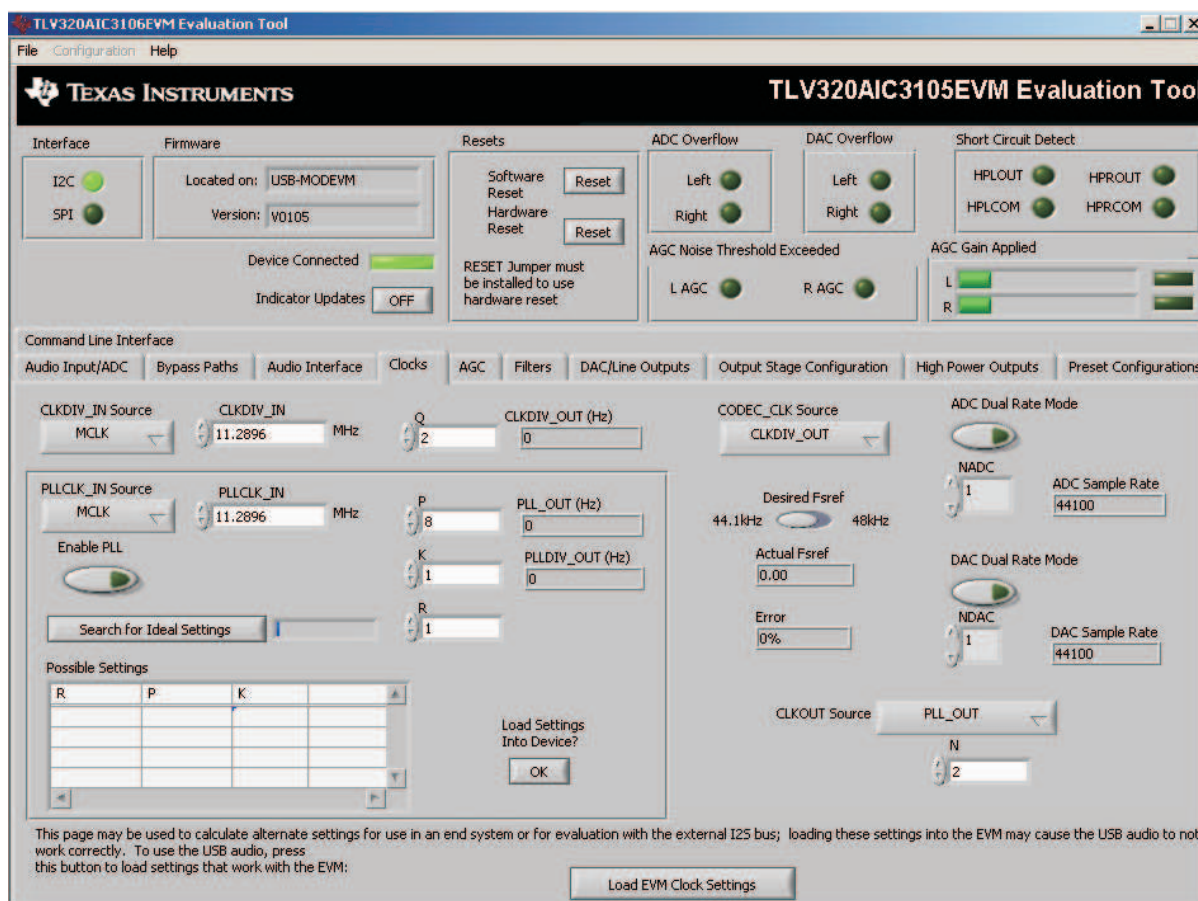 TLV320AIC3106EVM Evaluation Tool
File Configuration Help
TEXAS INSTRUMENTS
TLV320AIC3105EVM Evaluation Tool
Interface
I2C
SPI
Firmware
Located on: USB-MODEVM
Version: V0105
Device Connected
Indicator Updates OFF
Resets
Software Reset Reset
Hardware Reset Reset
RESET Jumper must
be installed to use
hardware reset
ADC Overflow
Left
Right
DAC Overflow
Left
Right
Short Circuit Detect
HPLOUT HPROUT
HPLCOM HPRCOM
AGC Noise Threshold Exceeded
L AGC R AGC
AGC Gain Applied
L
R
Command Line Interface
Audio Input/ADC Bypass Paths Audio Interface Clocks AGC Filters DAC/Line Outputs Output Stage Configuration High Power Outputs Preset Configurations
CLKDIV_IN Source
MCLK
CLKDIV_IN
11.2896 MHz
Q
2
CLKDIV_OUT (Hz)
0
PLLCLK_IN Source
MCLK
PLLCLK_IN
11.2896 MHz
P
8
PLL_OUT (Hz)
0
Enable PLL
K
1
PLLDIV_OUT (Hz)
0
R
1
Search for Ideal Settings
Possible Settings
R P K
Load Settings
Into Device?
OK
CODEC_CLK Source
CLKDIV_OUT
Desired Fsref
44.1kHz 48kHz
Actual Fsref
0.00
Error
0%
ADC Dual Rate Mode
NADC
1
ADC Sample Rate
44100
DAC Dual Rate Mode
NDAC
1
DAC Sample Rate
44100
CLKOUT Source PLL_OUT
N
2
This page may be used to calculate alternate settings for use in an end system or for evaluation with the external I2S bus; loading these settings into the EVM may cause the USB audio to not
work correctly. To use the USB audio, press
this button to load settings that work with the EVM:
Load EVM Clock Settings